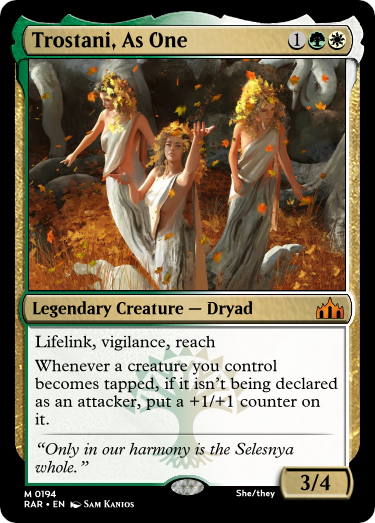 Trostani, As One
1
Legendary Creature — Dryad
Lifelink, vigilance, reach
Whenever a creature you control
becomes tapped, if it isn't being declared
as an attacker, put a +1/+1 counter on
it.
“Only in our harmony is the Selesnya
whole.”
3/4
M 0194
RAR • EN Sam Kanios
She/they